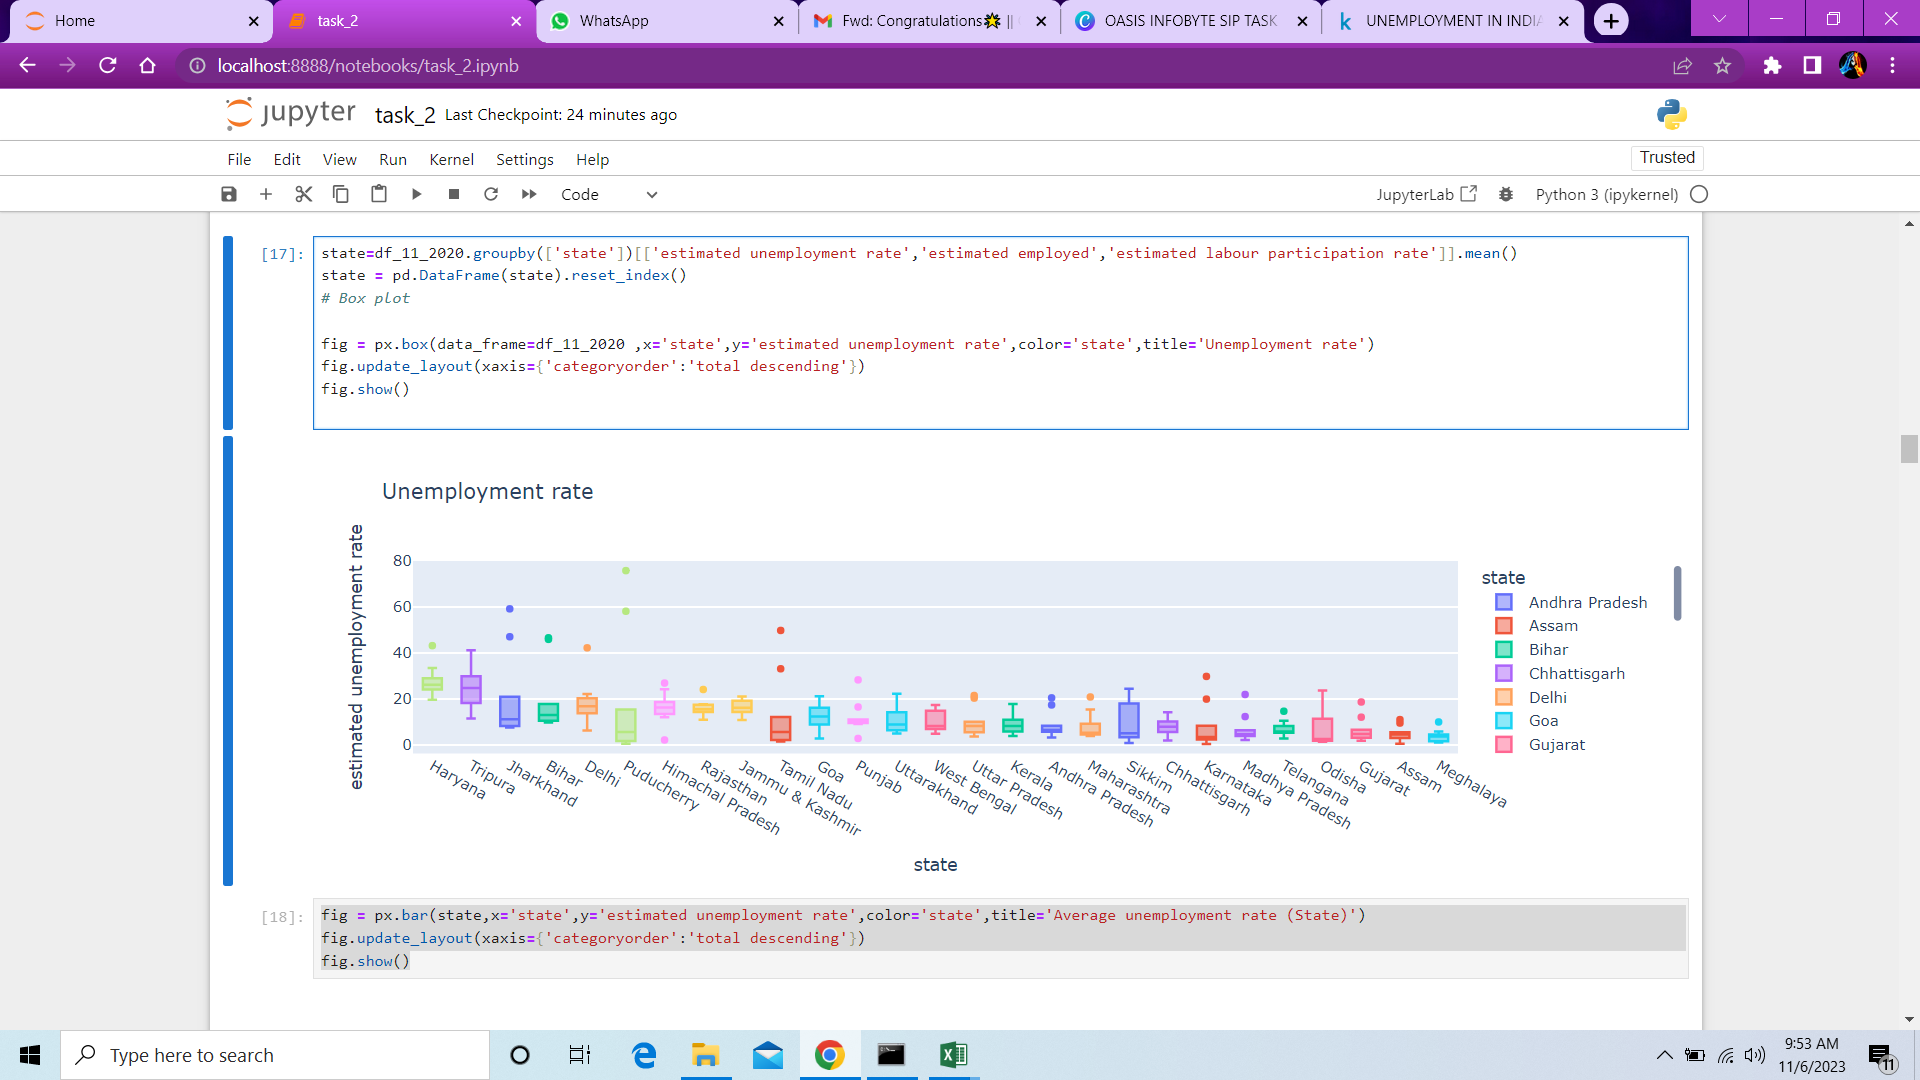 Home
task_2
WhatsApp
Fwd: Congratulations🌟 ||
OASIS INFOBYTE SIP TASK
UNEMPLOYMENT IN INDIA
localhost:8888/notebooks/task_2.ipynb
jupyter task_2 Last Checkpoint: 24 minutes ago
File Edit View Run Kernel Settings Help
Trusted
Code
JupyterLab
Python 3 (ipykernel)
[17]:
state=df_11_2020.groupby(['state'])[['estimated unemployment rate','estimated employed','estimated labour participation rate']].mean()
state = pd.DataFrame(state).reset_index()
# Box plot
fig = px.box(data_frame=df_11_2020 ,x='state',y='estimated unemployment rate',color='state',title='Unemployment rate')
fig.update_layout(xaxis={'categoryorder':'total descending'})
fig.show()
Unemployment rate
estimated unemployment rate
80
60
40
20
0
Haryana
Tripura
Jharkhand
Bihar
Delhi
Puducherry
Himachal Pradesh
Rajasthan
Jammu & Kashmir
Tamil Nadu
Goa
Punjab
Uttarakhand
West Bengal
Uttar Pradesh
Kerala
Andhra Pradesh
Maharashtra
Sikkim
Chhattisgarh
Karnataka
Madhya Pradesh
Telangana
Odisha
Gujarat
Assam
Meghalaya
state
state
Andhra Pradesh
Assam
Bihar
Chhattisgarh
Delhi
Goa
Gujarat
[18]:
fig = px.bar(state,x='state',y='estimated unemployment rate',color='state',title='Average unemployment rate (State)')
fig.update_layout(xaxis={'categoryorder':'total descending'})
fig.show()
Type here to search
9:53 AM
11/6/2023
11